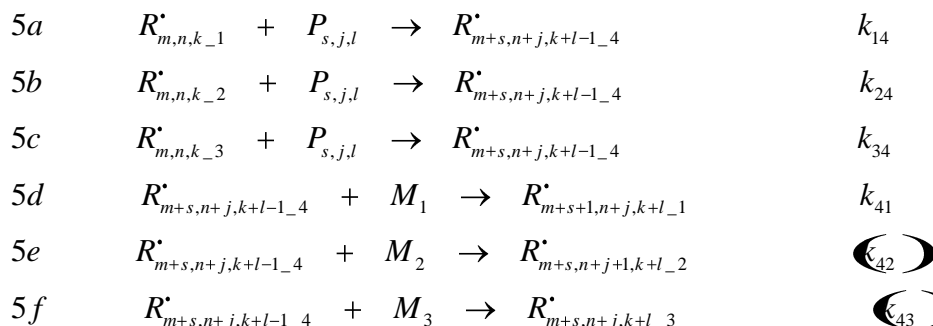 5a R•m,n,k_1 + Ps,j,l → R•m+s,n+j,k+l-1_4 k14
5b R•m,n,k_2 + Ps,j,l → R•m+s,n+j,k+l-1_4 k24
5c R•m,n,k_3 + Ps,j,l → R•m+s,n+j,k+l-1_4 k34
5d R•m+s,n+j,k+l-1_4 + M1 → R•m+s+1,n+j,k+l_1 k41
5e R•m+s,n+j,k+l-1_4 + M2 → R•m+s,n+j+1,k+l_2 (k42)
5f R•m+s,n+j,k+l-1_4 + M3 → R•m+s,n+j,k+l_3 (k43